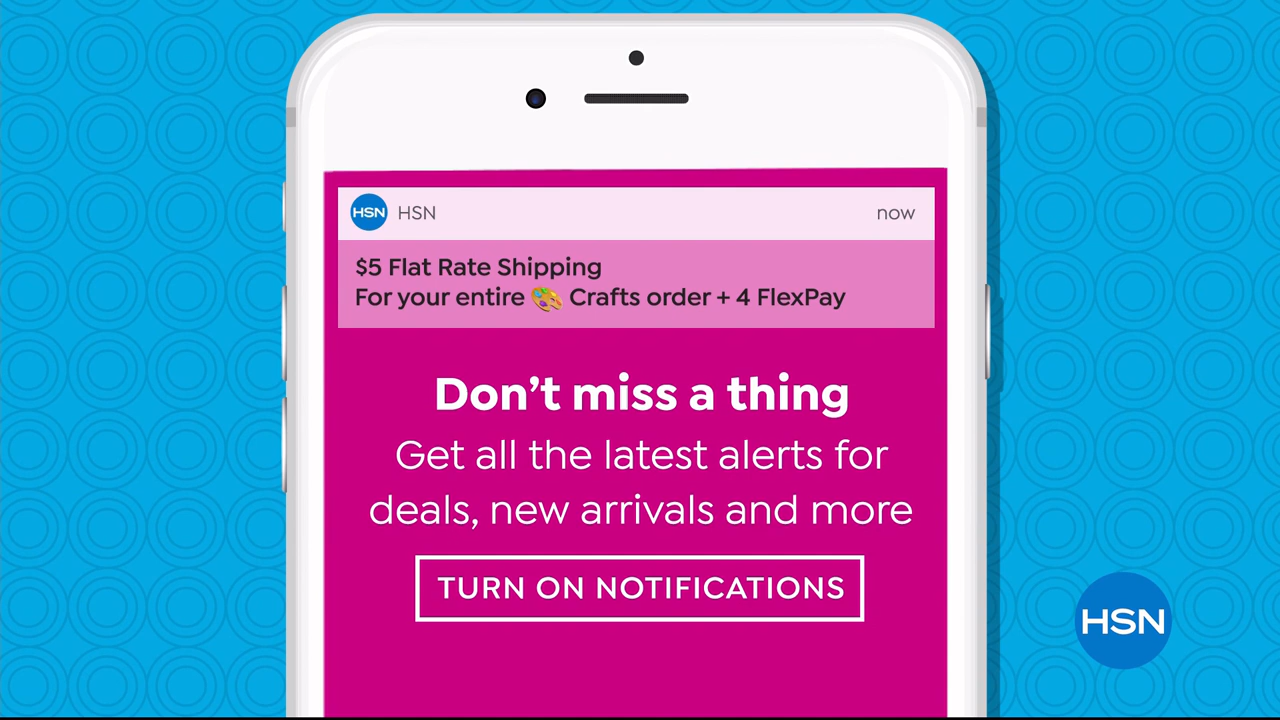 HSN HSN now
$5 Flat Rate Shipping
For your entire 🎨 Crafts order + 4 FlexPay
Don't miss a thing
Get all the latest alerts for
deals, new arrivals and more
TURN ON NOTIFICATIONS
HSN